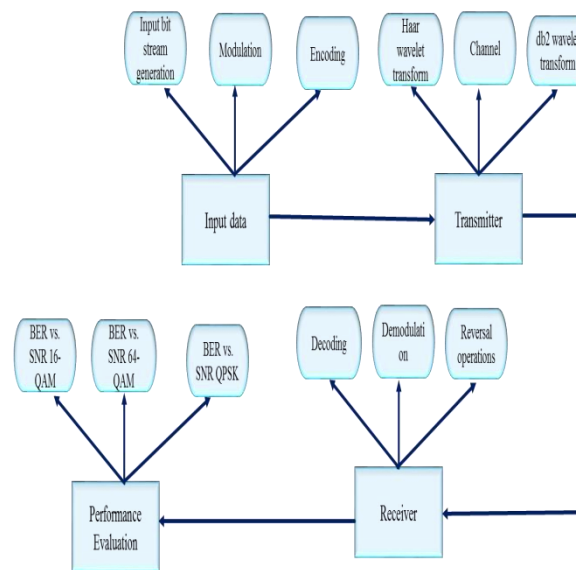 Input bit
stream
generation
Modulation
Encoding
Haar
wavelet
transform
Channel
db2 wavele
transform
Input data
Transmitter
BER vs.
SNR 16-
QAM
BER vs.
SNR 64-
QAM
BER vs.
SNR QPSK
Decoding
Demodulati
on
Reversal
operations
Performance
Evaluation
Receiver